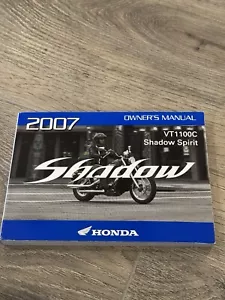 2007
OWNER'S MANUAL
VT1100C
Shadow Spirit
Shadow
HONDA